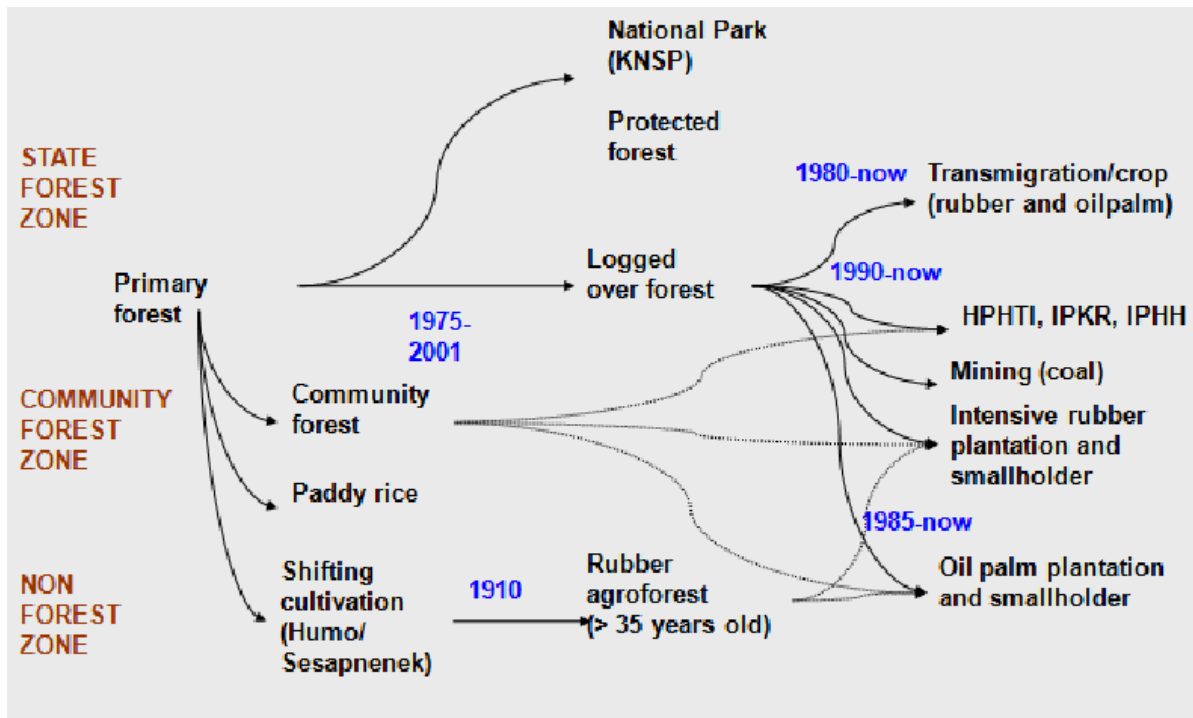 National Park
(KNSP)
Protected
forest
STATE
FOREST
ZONE
1980-now
Transmigration/crop
(rubber and oilpalm)
Primary
forest
Logged
over forest
1990-now
1975-
2001
HPHTI, IPKR, IPHH
Mining (coal)
COMMUNITY
FOREST
ZONE
Community
forest
Intensive rubber
plantation and
smallholder
Paddy rice
1985-now
NON
FOREST
ZONE
Shifting
cultivation
(Humo/
Sesapnenek)
1910
Rubber
agroforest
(> 35 years old)
Oil palm plantation
and smallholder